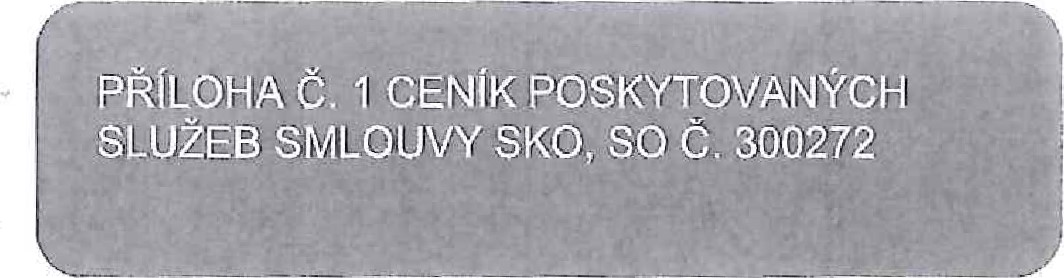 PŘÍLOHA Č. 1 CENÍK POSKYTOVANÝCH
SLUŽEB SMLOUVY SKO, SO Č. 300272